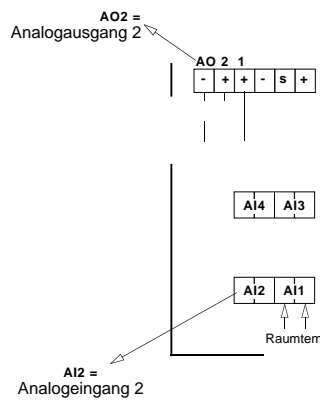 AO2 =
Analogausgang 2
AO 2 1
- + + - s +
AI4 AI3
AI2 AI1
Raumtem
AI2 =
Analogeingang 2